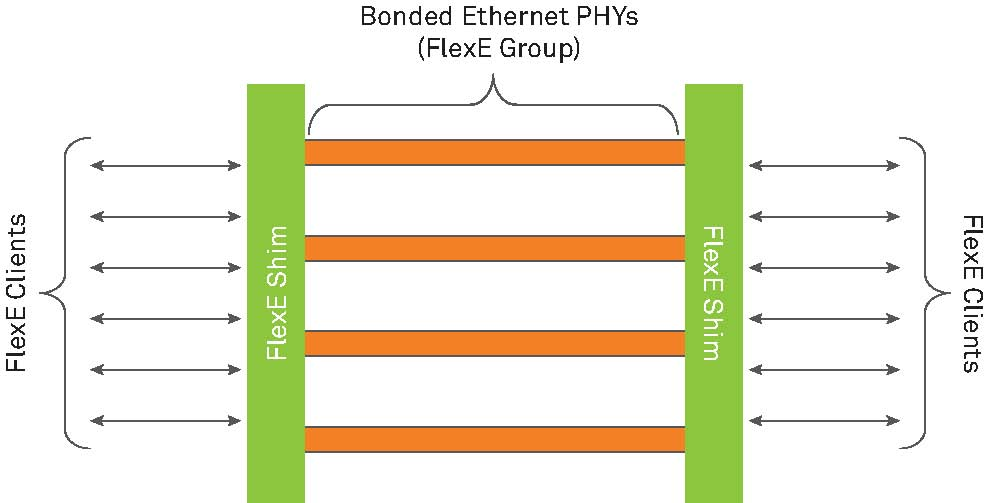 Bonded Ethernet PHYs
(FlexE Group)
FlexE Clients
FlexE Shim
FlexE Shim
FlexE Clients